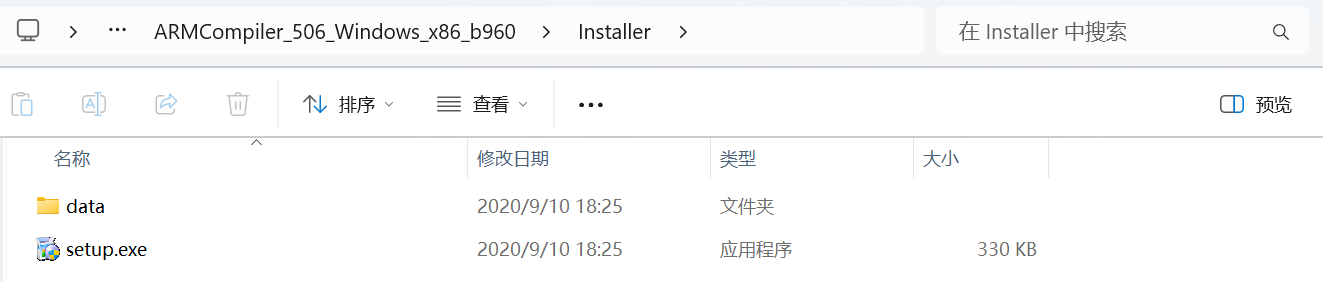 ARMCompiler_506_Windows_x86_b960 Installer 在 Installer 中搜索
排序 查看 预览
名称 修改日期 类型 大小
data 2020/9/10 18:25 文件夹
setup.exe 2020/9/10 18:25 应用程序 330 KB